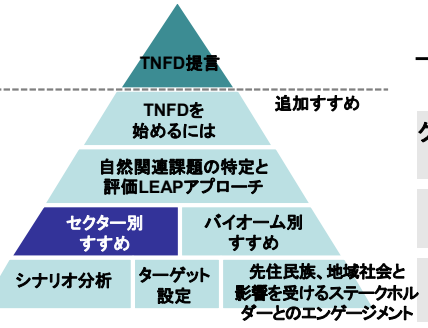 TNFD提言
追加すすめ
TNFDを
始めるには
自然関連課題の特定と
評価LEAPアプローチ
セクター別
すすめ
バイオーム別
すすめ
シナリオ分析
ターゲット
設定
先住民族、地域社会と
影響を受けるステークホル
ダーとのエンゲージメント